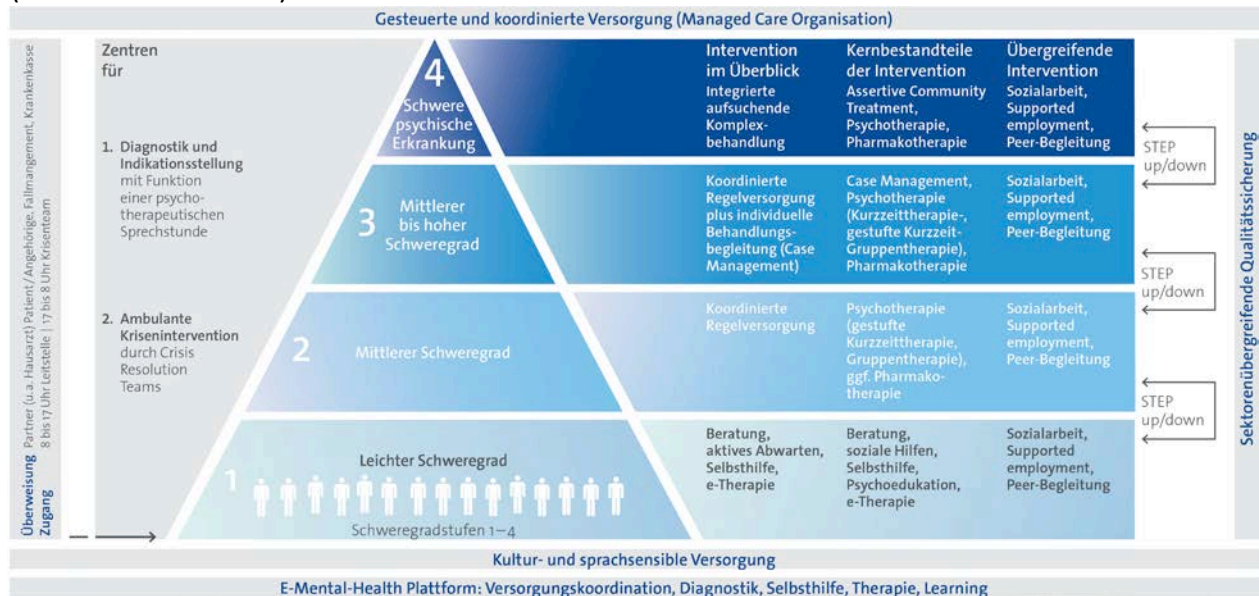 Gesteuerte und koordinierte Versorgung (Managed Care Organisation)
Überweisung Partner (u. a. Hausarzt) Patient / Angehörige, Fallmanagement, Krankenkasse
Zugang 8 bis 17 Uhr Leitstelle | 17 bis 8 Uhr Krisenteam
Zentren
für
1. Diagnostik und
Indikationsstellung
mit Funktion
einer psycho-
therapeutischen
Sprechstunde
2. Ambulante
Krisenintervention
durch Crisis
Resolution
Teams
4
Schwere
psychische
Erkrankung
Intervention
im Überblick
Integrierte
aufsuchende
Komplex-
behandlung
Kernbestandteile
der Intervention
Assertive Community
Treatment,
Psychotherapie,
Pharmakotherapie
Übergreifende
Intervention
Sozialarbeit,
Supported
employment,
Peer-Begleitung
STEP
up/down
3
Mittlerer
bis hoher
Schweregrad
Koordinierte
Regelversorgung
plus individuelle
Behandlungs-
begleitung (Case
Management)
Case Management,
Psychotherapie
(Kurzzeittherapie-,
gestufte Kurzzeit-
Gruppentherapie),
Pharmakotherapie
Sozialarbeit,
Supported
employment,
Peer-Begleitung
STEP
up/down
2
Mittlerer Schweregrad
Koordinierte
Regelversorgung
Psychotherapie
(gestufte
Kurzzeittherapie,
Gruppentherapie),
ggf. Pharmako-
therapie
Sozialarbeit,
Supported
employment,
Peer-Begleitung
STEP
up/down
1
Leichter Schweregrad
Schweregradstufen 1–4
Beratung,
aktives Abwarten,
Selbsthilfe,
e-Therapie
Beratung,
soziale Hilfen,
Selbsthilfe,
Psychoedukation,
e-Therapie
Sozialarbeit,
Supported
employment,
Peer-Begleitung
Sektorenübergreifende Qualitätssicherung
Kultur- und sprachsensible Versorgung
E-Mental-Health Plattform: Versorgungskoordination, Diagnostik, Selbsthilfe, Therapie, Learning